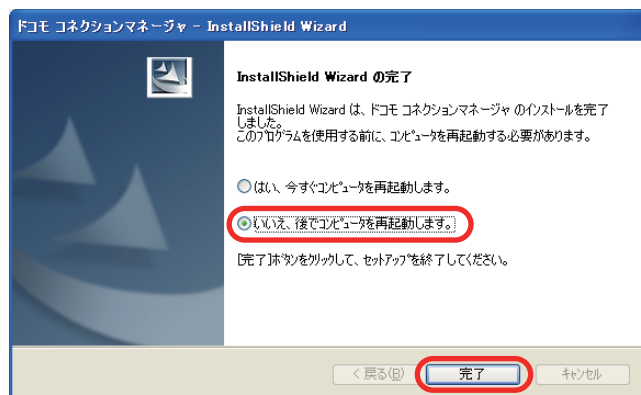 ドコモ コネクションマネージャ - InstallShield Wizard
InstallShield Wizard の完了
InstallShield Wizard は、ドコモ コネクションマネージャ のインストールを完了
しました。
このプログラムを使用する前に、コンピュータを再起動する必要があります。
はい、今すぐコンピュータを再起動します。
いいえ、後でコンピュータを再起動します。
[完了]ボタンをクリックして、セットアップを終了してください。
< 戻る(B)
完了
キャンセル